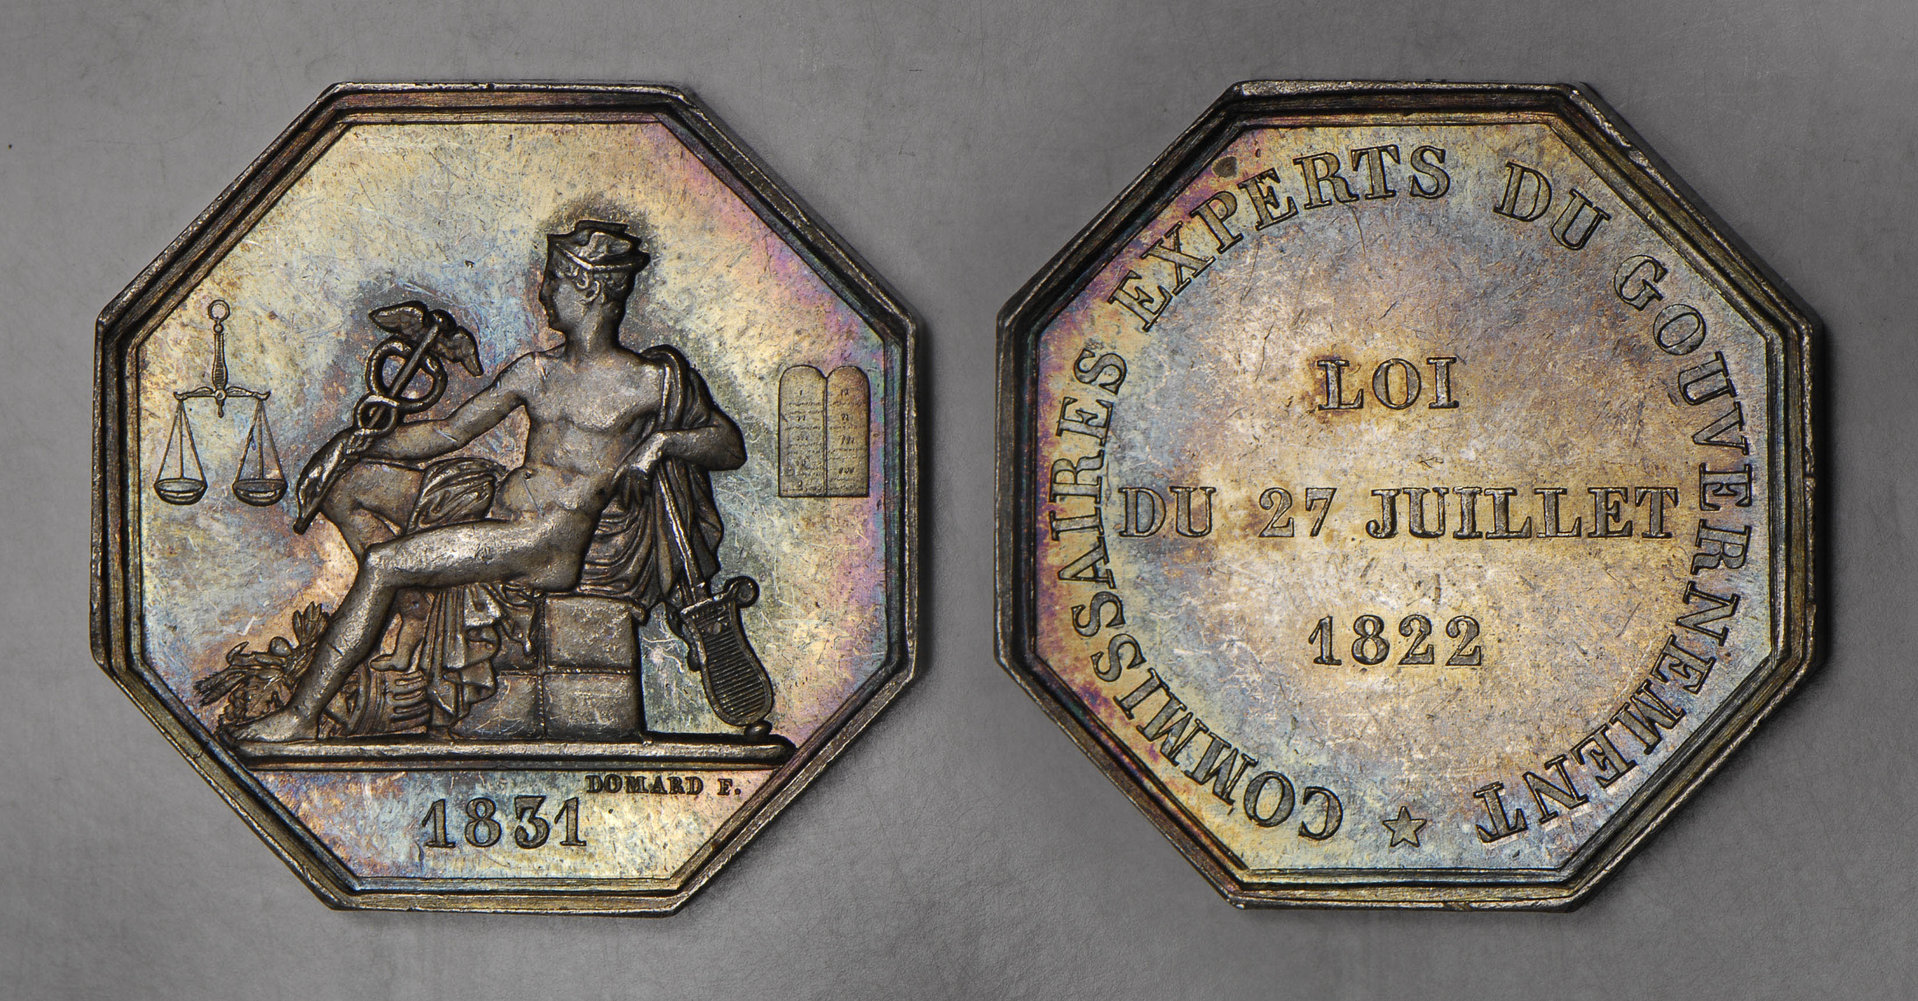 DOMARD F.
1831
COMMISSAIRES EXPERTS DU GOUVERNEMENT
LOI
DU 27 JUILLET
1822